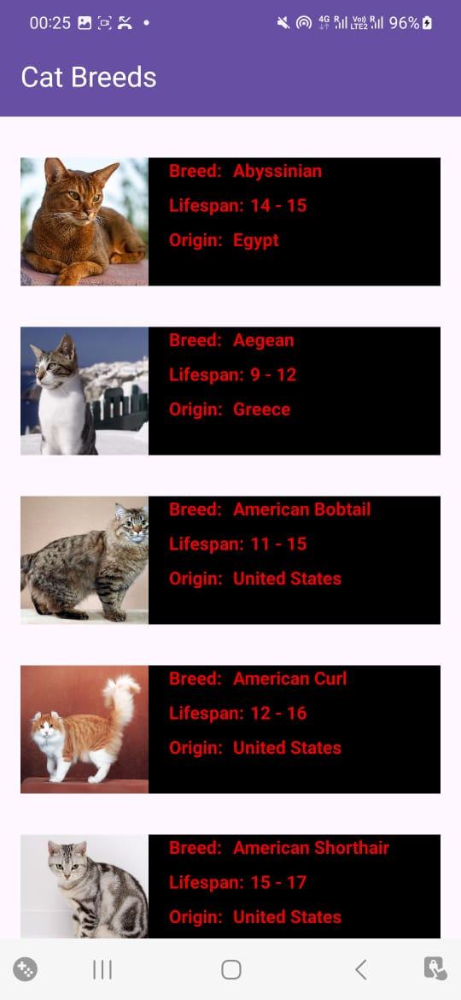 00:25
4G R Vo)) LTE2 R 96%
Cat Breeds
Breed: Abyssinian
Lifespan: 14 - 15
Origin: Egypt
Breed: Aegean
Lifespan: 9 - 12
Origin: Greece
Breed: American Bobtail
Lifespan: 11 - 15
Origin: United States
Breed: American Curl
Lifespan: 12 - 16
Origin: United States
Breed: American Shorthair
Lifespan: 15 - 17
Origin: United States